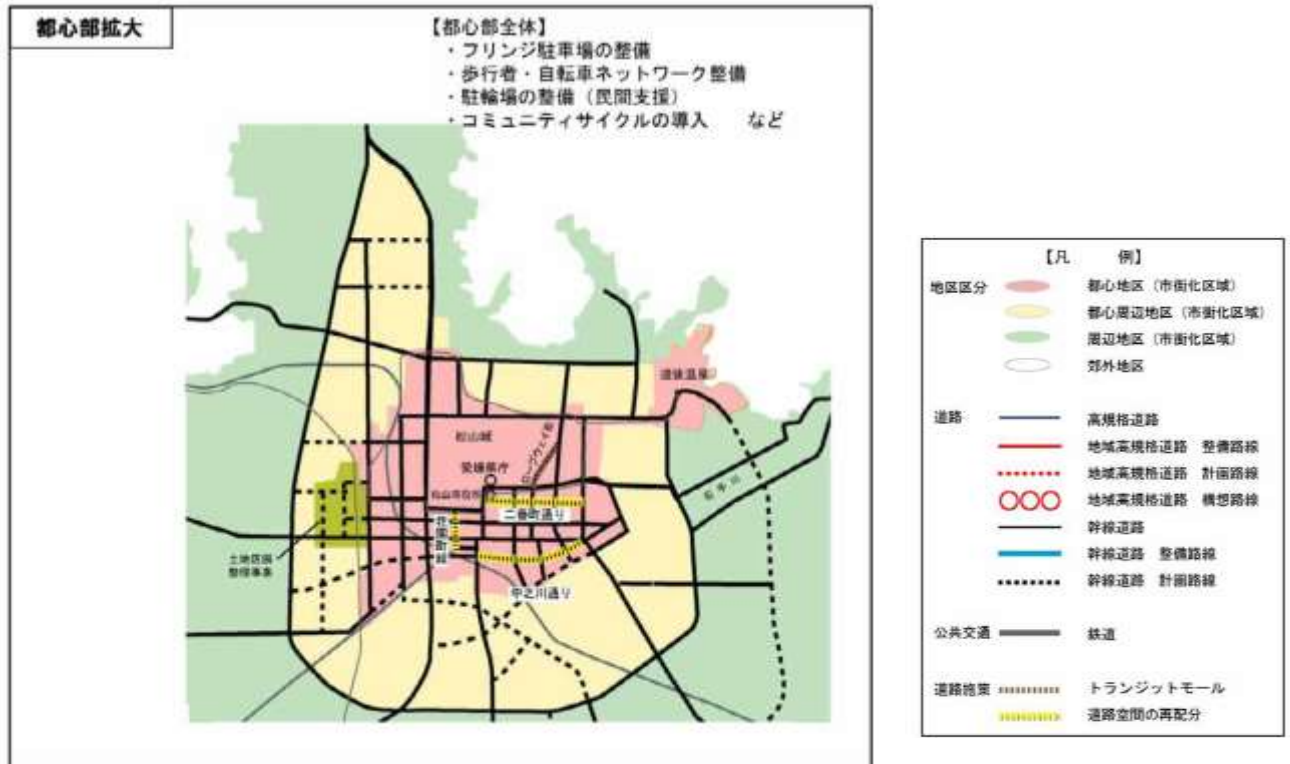 都心部拡大
【都心部全体】
・フリンジ駐車場の整備
・歩行者・自転車ネットワーク整備
・駐輪場の整備（民間支援）
・コミュニティサイクルの導入　など
道後温泉
松山城
愛媛県庁
ロープウェイ街
松山市役所
二番町通り
花園町線
中之川通り
石手川
土地区画
整理事業
【凡　例】
地区区分
都心地区（市街化区域）
都心周辺地区（市街化区域）
周辺地区（市街化区域）
郊外地区
道路
高規格道路
地域高規格道路　整備路線
地域高規格道路　計画路線
地域高規格道路　構想路線
幹線道路
幹線道路　整備路線
幹線道路　計画路線
公共交通
鉄道
道路施策
トランジットモール
道路空間の再配分